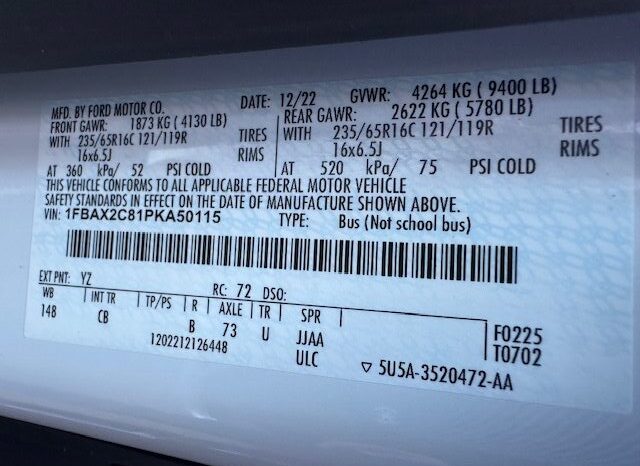 MFD. BY FORD MOTOR CO. DATE: 12/22 GVWR: 4264 KG ( 9400 LB)
FRONT GAWR: 1873 KG ( 4130 LB) REAR GAWR: 2622 KG ( 5780 LB)
WITH 235/65R16C 121/119R TIRES WITH 235/65R16C 121/119R TIRES
16x6.5J RIMS 16x6.5J RIMS
AT 360 kPa/ 52 PSI COLD AT 520 kPa/ 75 PSI COLD
THIS VEHICLE CONFORMS TO ALL APPLICABLE FEDERAL MOTOR VEHICLE
SAFETY STANDARDS IN EFFECT ON THE DATE OF MANUFACTURE SHOWN ABOVE.
VIN: 1FBAX2C81PKA50115 TYPE: Bus (Not school bus)
EXT PNT: YZ RC: 72 DSO:
WB INT TR TP/PS R AXLE TR SPR F0225
148 CB B 73 U JJAA T0702
1202212126448 ULC ▽ 5U5A-3520472-AA